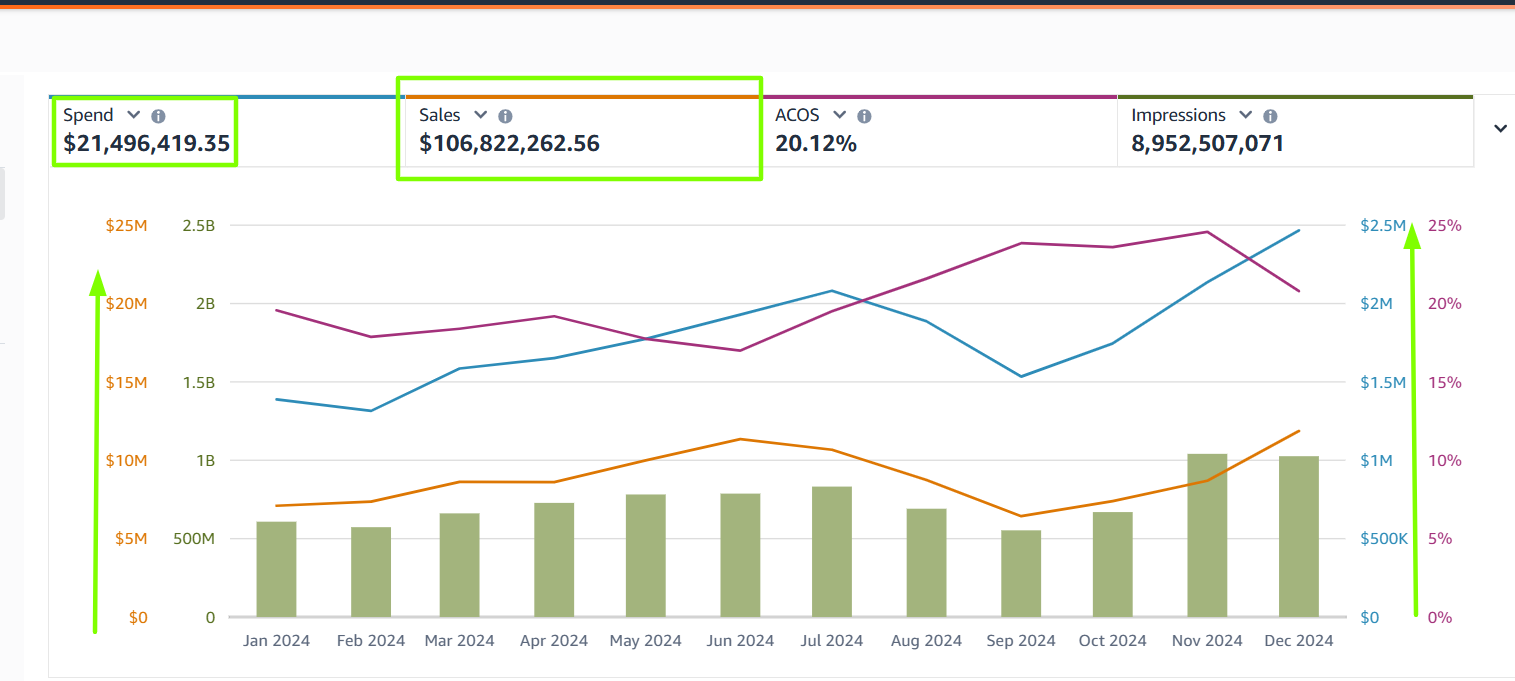 Spend Sales ACOS Impressions
$21,496,419.35 $106,822,262.56 20.12% 8,952,507,071
$25M 2.5B $2.5M 25%
$20M 2B $2M 20%
$15M 1.5B $1.5M 15%
$10M 1B $1M 10%
$5M 500M $500K 5%
$0 0 $0 0%
Jan 2024 Feb 2024 Mar 2024 Apr 2024 May 2024 Jun 2024 Jul 2024 Aug 2024 Sep 2024 Oct 2024 Nov 2024 Dec 2024